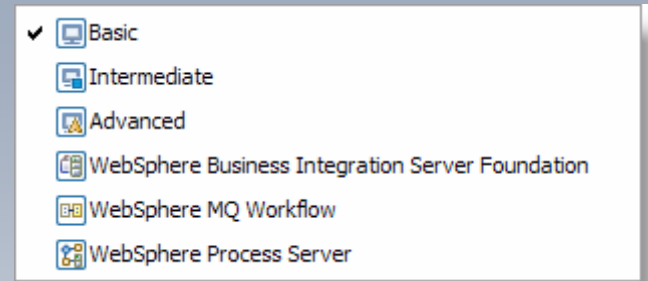 Basic
Intermediate
Advanced
WebSphere Business Integration Server Foundation
WebSphere MQ Workflow
WebSphere Process Server